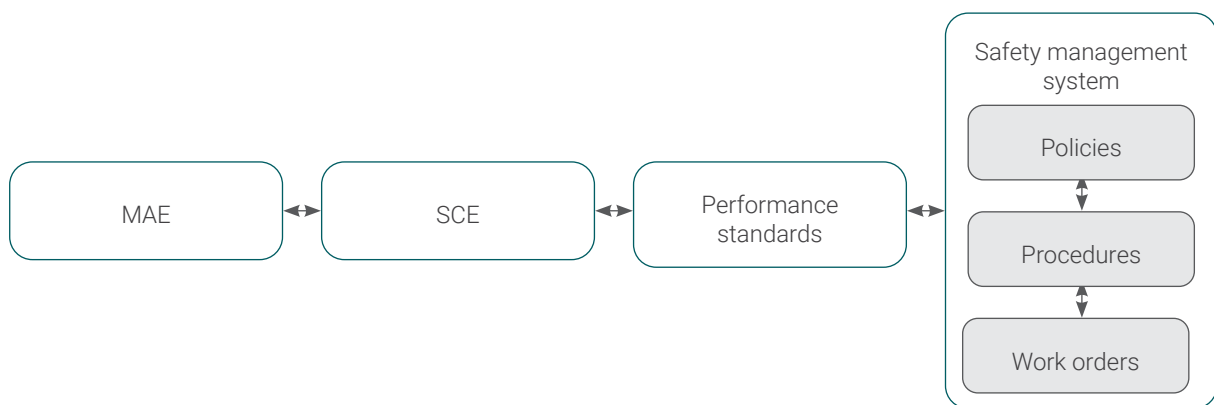 MAE
SCE
Performance
standards
Safety management
system
Policies
Procedures
Work orders